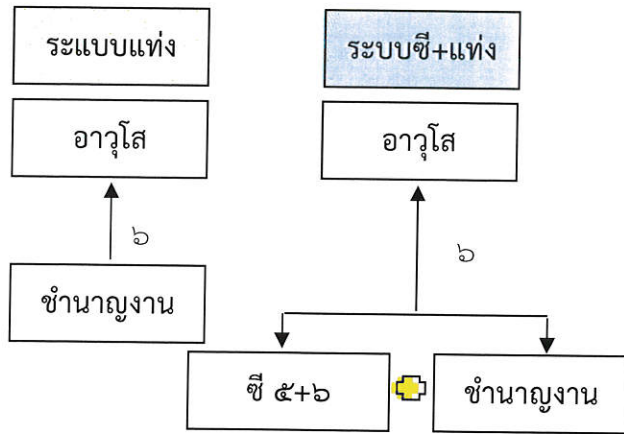 ระแบบแท่ง
ระบบซี+แท่ง
อาวุโส
อาวุโส
๖
๖
ชำนาญงาน
ซี ๕+๖
ชำนาญงาน